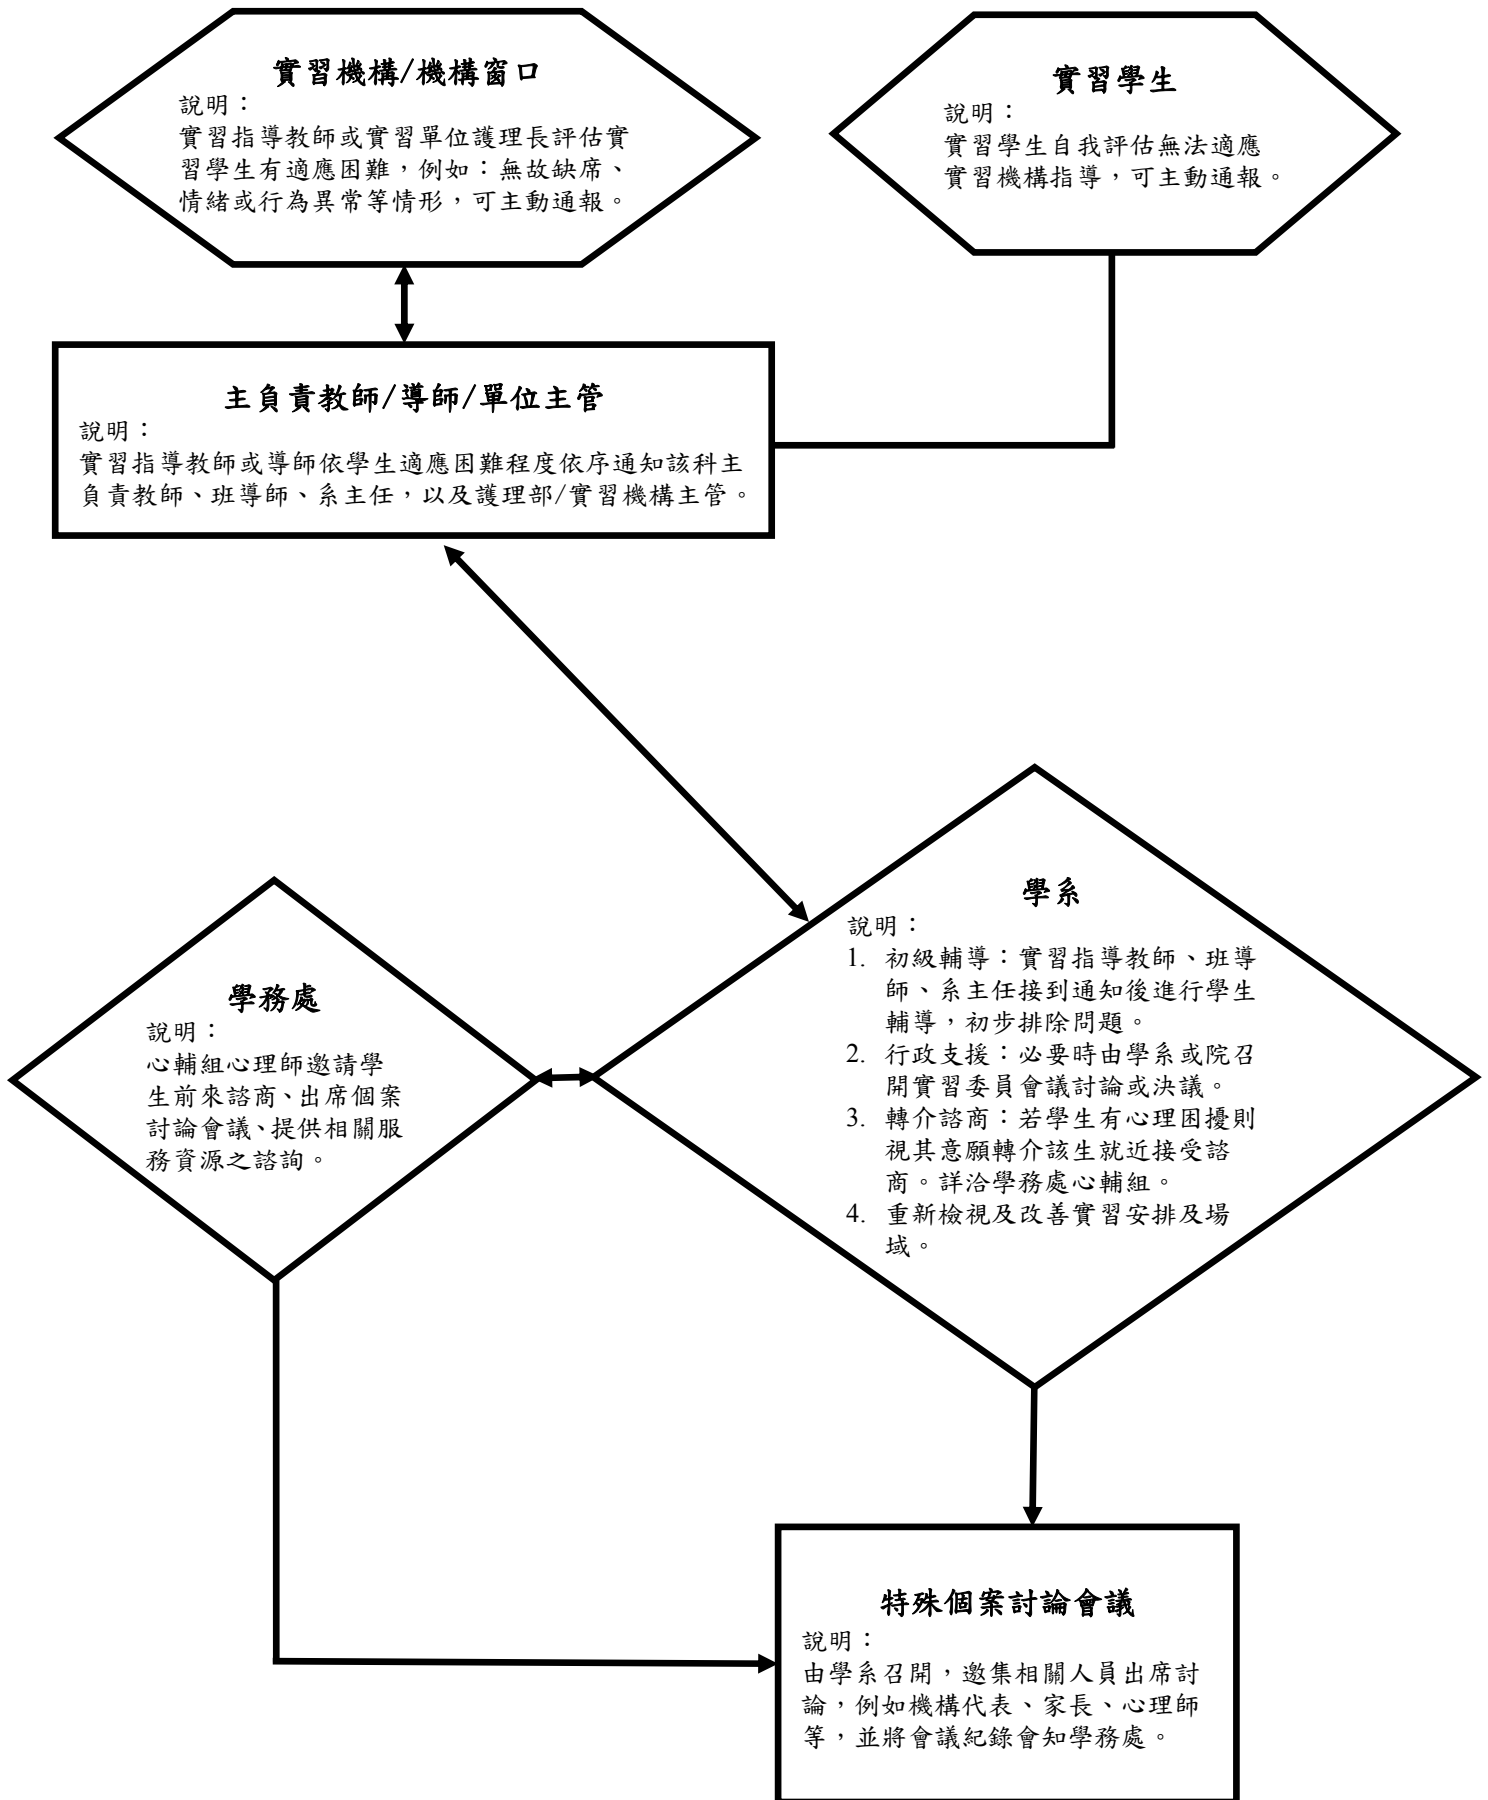 實習機構/機構窗口
說明：
實習指導教師或實習單位護理長評估實
習學生有適應困難，例如：無故缺席、
情緒或行為異常等情形，可主動通報。
實習學生
說明：
實習學生自我評估無法適應
實習機構指導，可主動通報。
主負責教師/導師/單位主管
說明：
實習指導教師或導師依學生適應困難程度依序通知該科主
負責教師、班導師、系主任，以及護理部/實習機構主管。
學系
說明：
1. 初級輔導：實習指導教師、班導
師、系主任接到通知後進行學生
輔導，初步排除問題。
2. 行政支援：必要時由學系或院召
開實習委員會議討論或決議。
3. 轉介諮商：若學生有心理困擾則
視其意願轉介該生就近接受諮
商。詳洽學務處心輔組。
4. 重新檢視及改善實習安排及場
域。
學務處
說明：
心輔組心理師邀請學
生前來諮商、出席個案
討論會議、提供相關服
務資源之諮詢。
特殊個案討論會議
說明：
由學系召開，邀集相關人員出席討
論，例如機構代表、家長、心理師
等，並將會議紀錄會知學務處。